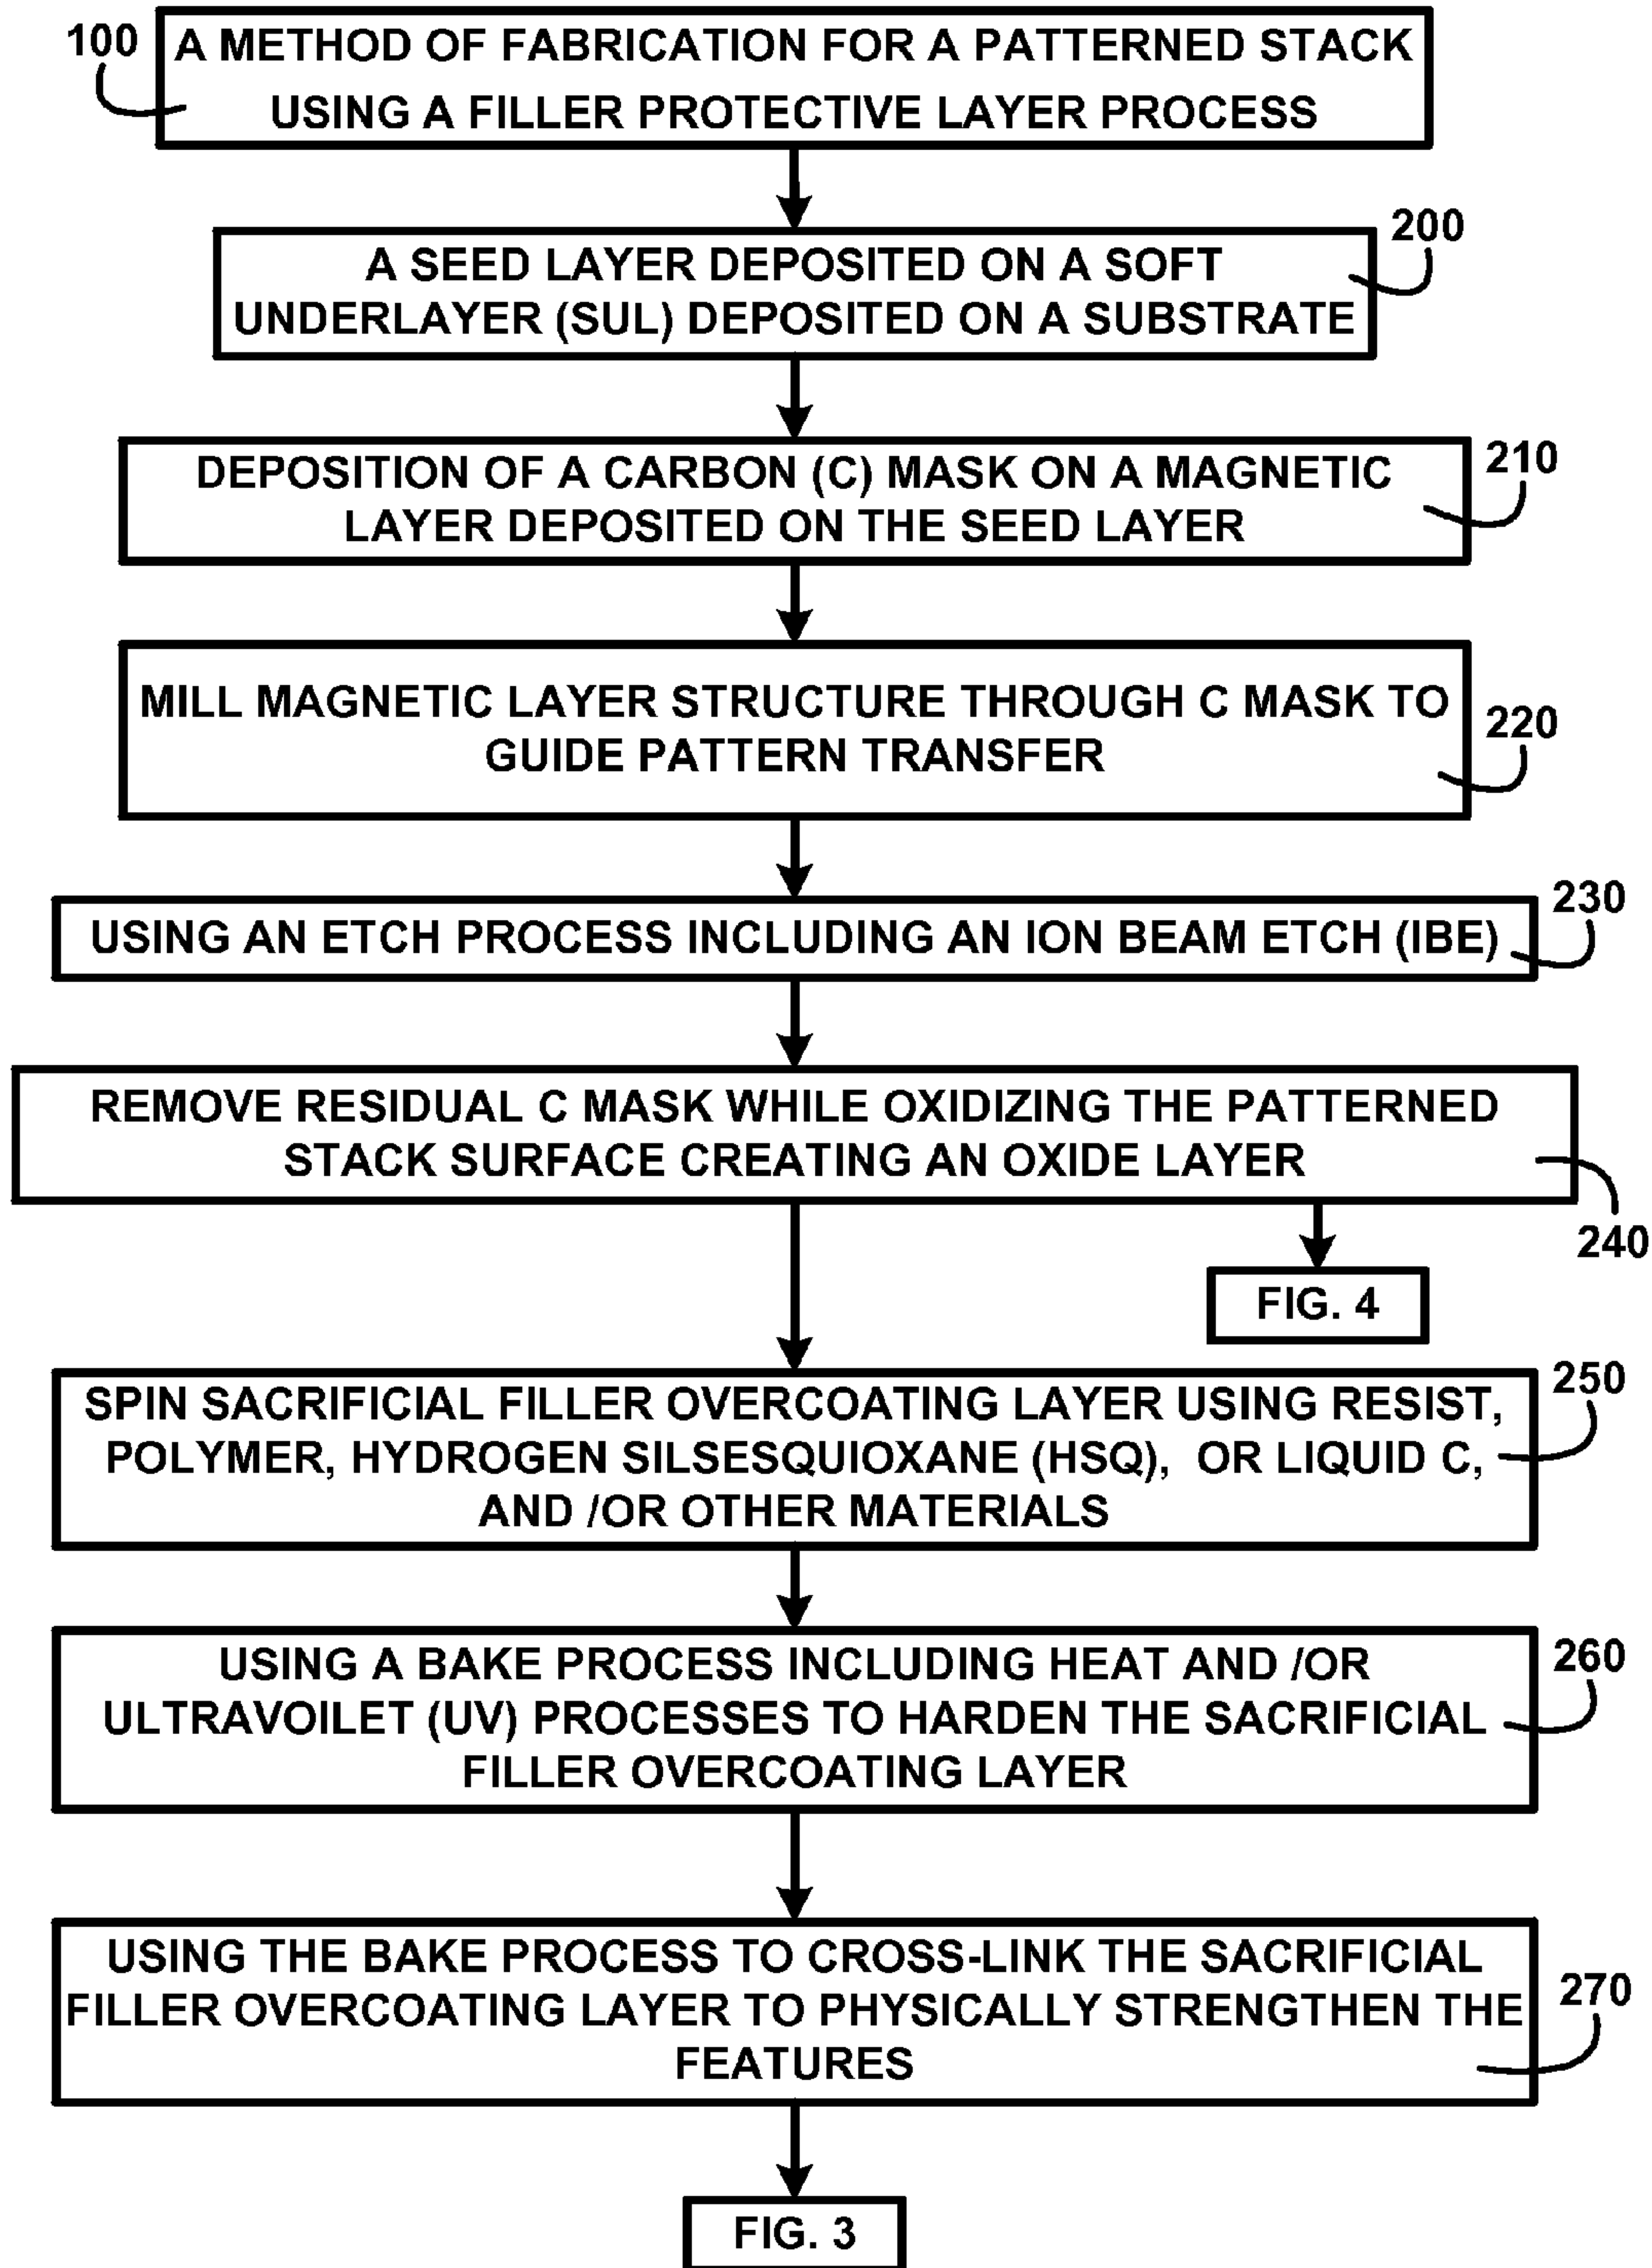 100
A METHOD OF FABRICATION FOR A PATTERNED STACK
USING A FILLER PROTECTIVE LAYER PROCESS
200
A SEED LAYER DEPOSITED ON A SOFT
UNDERLAYER (SUL) DEPOSITED ON A SUBSTRATE
210
DEPOSITION OF A CARBON (C) MASK ON A MAGNETIC
LAYER DEPOSITED ON THE SEED LAYER
220
MILL MAGNETIC LAYER STRUCTURE THROUGH C MASK TO
GUIDE PATTERN TRANSFER
230
USING AN ETCH PROCESS INCLUDING AN ION BEAM ETCH (IBE)
REMOVE RESIDUAL C MASK WHILE OXIDIZING THE PATTERNED
STACK SURFACE CREATING AN OXIDE LAYER
240
FIG. 4
250
SPIN SACRIFICIAL FILLER OVERCOATING LAYER USING RESIST,
POLYMER, HYDROGEN SILSESQUIOXANE (HSQ), OR LIQUID C,
AND /OR OTHER MATERIALS
260
USING A BAKE PROCESS INCLUDING HEAT AND /OR
ULTRAVOILET (UV) PROCESSES TO HARDEN THE SACRIFICIAL
FILLER OVERCOATING LAYER
270
USING THE BAKE PROCESS TO CROSS-LINK THE SACRIFICIAL
FILLER OVERCOATING LAYER TO PHYSICALLY STRENGTHEN THE
FEATURES
FIG. 3